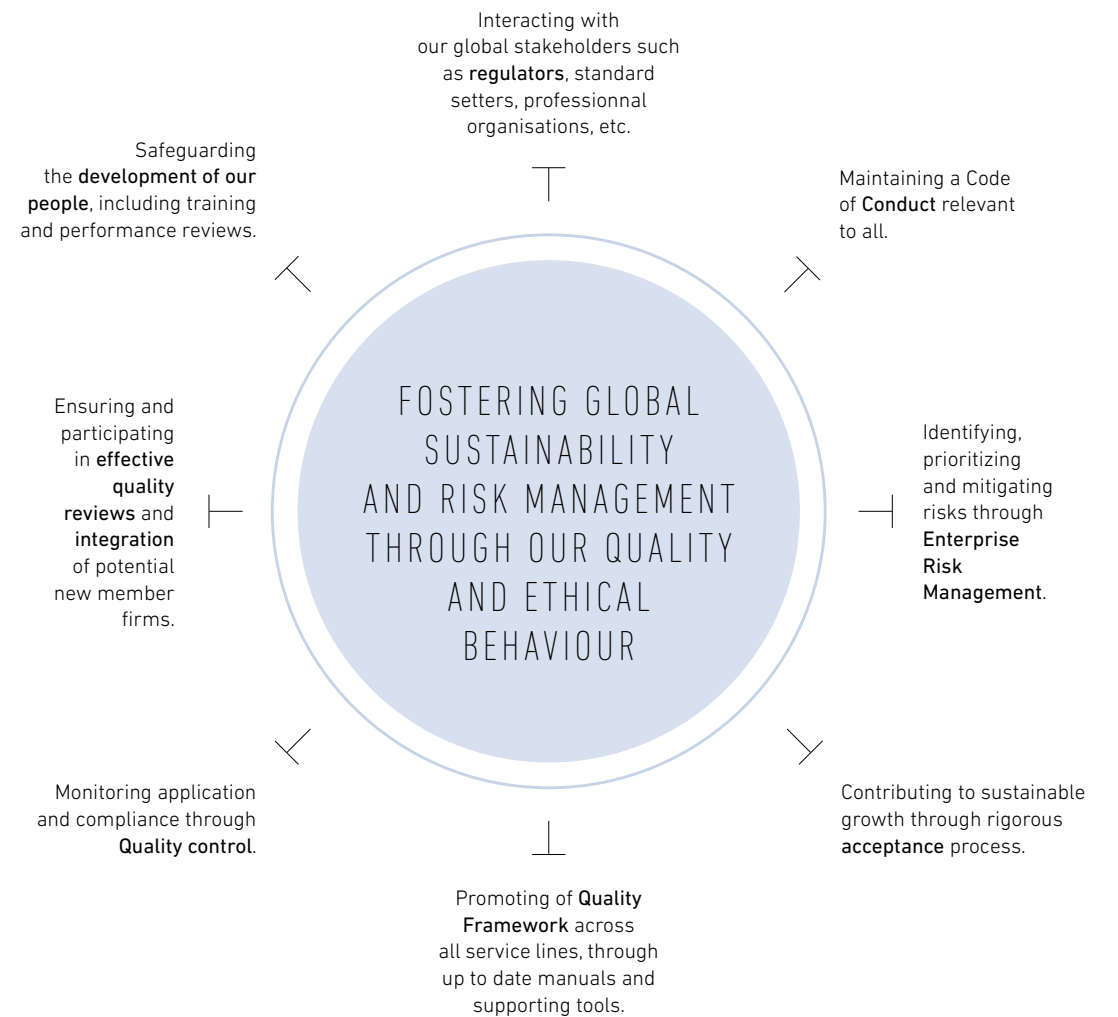 Interacting with
our global stakeholders such
as regulators, standard
setters, professionnal
organisations, etc.
Safeguarding
the development of our
people, including training
and performance reviews.
Maintaining a Code
of Conduct relevant
to all.
FOSTERING GLOBAL
SUSTAINABILITY
AND RISK MANAGEMENT
THROUGH OUR QUALITY
AND ETHICAL
BEHAVIOUR
Ensuring and
participating
in effective
quality
reviews and
integration
of potential
new member
firms.
Identifying,
prioritizing
and mitigating
risks through
Enterprise
Risk
Management.
Monitoring application
and compliance through
Quality control.
Contributing to sustainable
growth through rigorous
acceptance process.
Promoting of Quality
Framework across
all service lines, through
up to date manuals and
supporting tools.